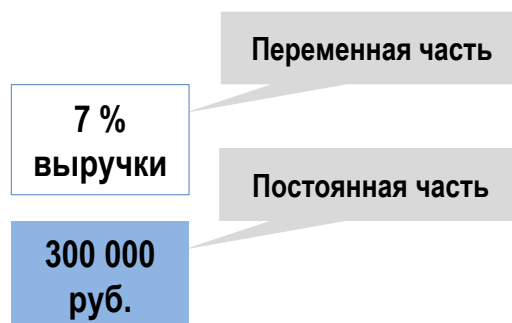 Переменная часть
7 %
выручки
Постоянная часть
300 000
руб.